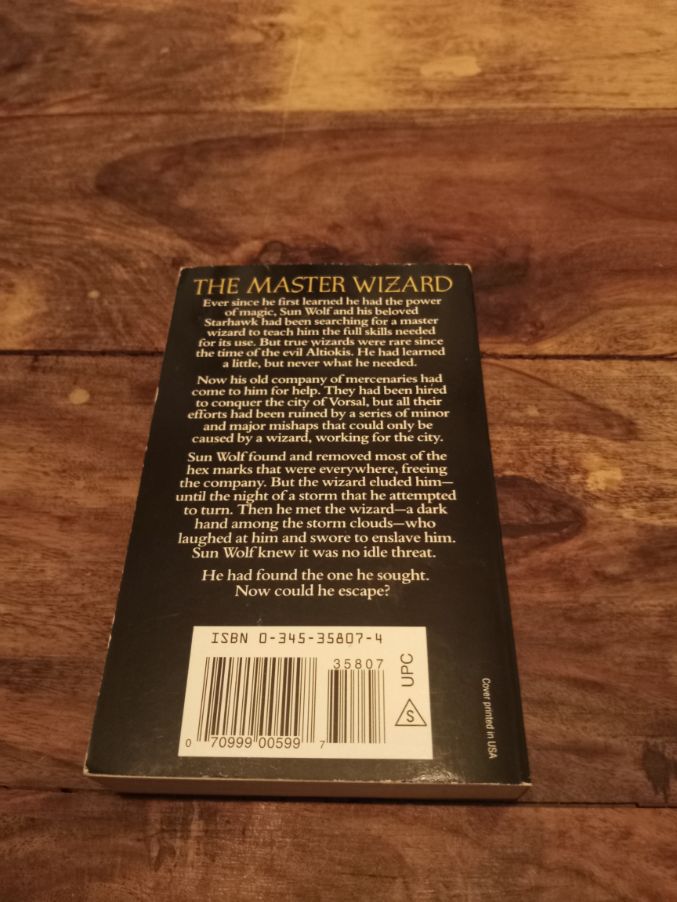 THE MASTER WIZARD
Ever since he first learned he had the power
of magic, Sun Wolf and his beloved
Starhawk had been searching for a master
wizard to teach him the full skills needed
for its use. But true wizards were rare since
the time of the evil Altiokis. He had learned
a little, but never what he needed.
Now his old company of mercenaries had
come to him for help. They had been hired
to conquer the city of Vorsal, but all their
efforts had been ruined by a series of minor
and major mishaps that could only be
caused by a wizard, working for the city.
Sun Wolf found and removed most of the
hex marks that were everywhere, freeing
the company. But the wizard eluded him—
until the night of a storm that he attempted
to turn. Then he met the wizard—a dark
hand among the storm clouds—who
laughed at him and swore to enslave him.
Sun Wolf knew it was no idle threat.
He had found the one he sought.
Now could he escape?
ISBN 0-345-35807-4
35807
0 70999 00599 7
UPC
S
Cover printed in USA